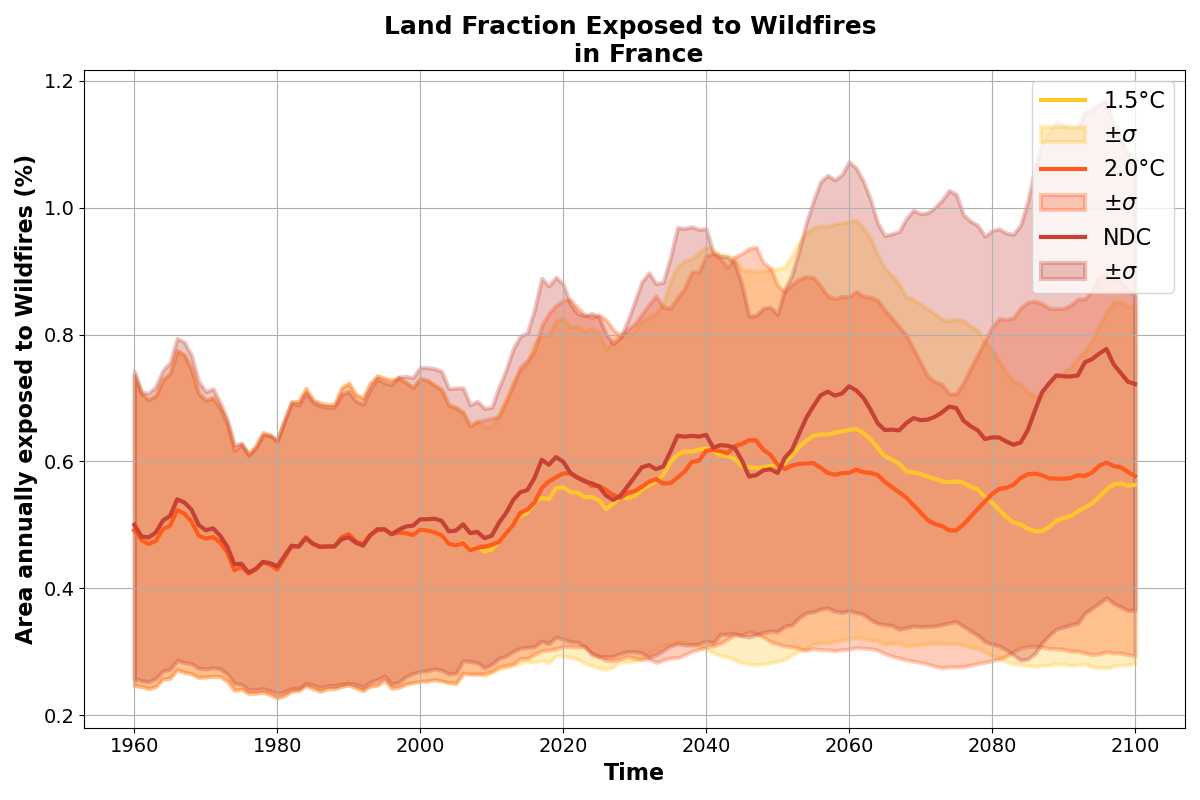 Land Fraction Exposed to Wildfires
in France
Area annually exposed to Wildfires (%)
1.2
1.0
0.8
0.6
0.4
0.2
1.5°C
±σ
2.0°C
±σ
NDC
±σ
1960
1980
2000
2020
2040
2060
2080
2100
Time